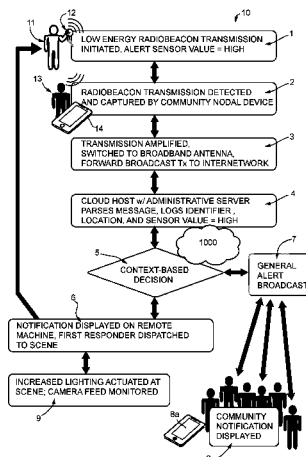 10
12
11
LOW ENERGY RADIOBEACON TRANSMISSION
INITIATED, ALERT SENSOR VALUE = HIGH
1
13
RADIOBEACON TRANSMISSION DETECTED
AND CAPTURED BY COMMUNITY NODAL DEVICE
2
14
TRANSMISSION AMPLIFIED,
SWITCHED TO BROADBAND ANTENNA,
FORWARD BROADCAST Tx TO INTERNETWORK
3
CLOUD HOST w/ ADMINISTRATIVE SERVER
PARSES MESSAGE, LOGS IDENTIFIER,
LOCATION, AND SENSOR VALUE = HIGH
4
1000
7
5
CONTEXT-BASED
DECISION
GENERAL
ALERT
BROADCAST
6
NOTIFICATION DISPLAYED ON REMOTE
MACHINE, FIRST RESPONDER DISPATCHED
TO SCENE
INCREASED LIGHTING ACTUATED AT
SCENE; CAMERA FEED MONITORED
9
8a
COMMUNITY
NOTIFICATION
DISPLAYED